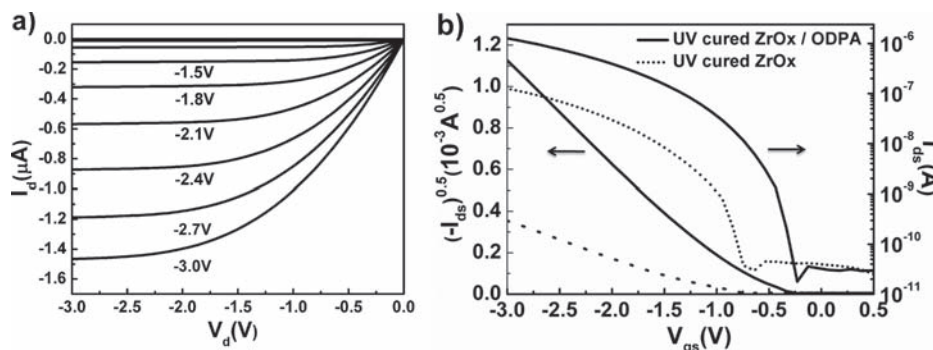 a)
I_d(μA)
0.0
-0.2
-0.4
-0.6
-0.8
-1.0
-1.2
-1.4
-1.6
-1.5V
-1.8V
-2.1V
-2.4V
-2.7V
-3.0V
-3.0 -2.5 -2.0 -1.5 -1.0 -0.5 0.0
V_d(V)
b)
(-I_ds)^0.5(10^-3A^0.5)
1.2
1.0
0.8
0.6
0.4
0.2
0.0
UV cured ZrOx / ODPA
UV cured ZrOx
10^-6
10^-7
10^-8
10^-9
10^-10
10^-11
I_ds(A)
-3.0 -2.5 -2.0 -1.5 -1.0 -0.5 0.0 0.5
V_gs(V)